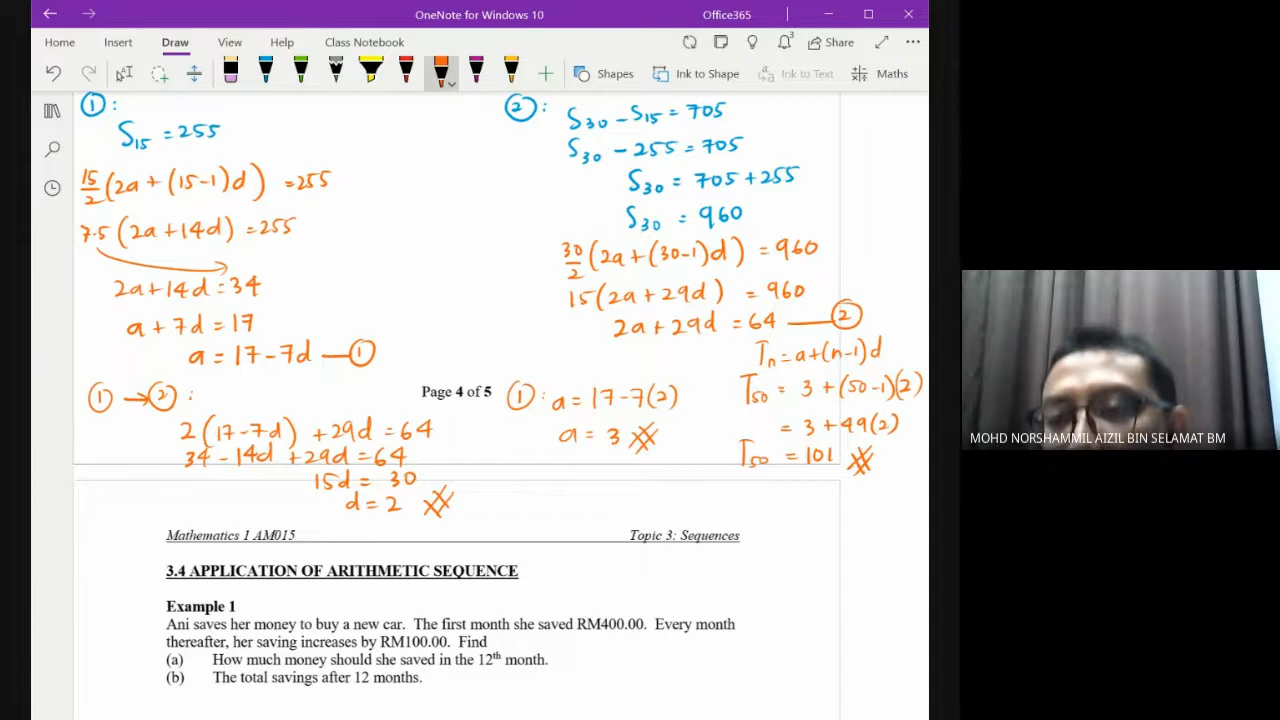 OneNote for Windows 10
Office365
Home Insert Draw View Help Class Notebook
Share
Shapes Ink to Shape Ink to Text Maths
① :
S₁₅ = 255
15/2 (2a + (15-1)d) = 255
7.5 (2a + 14d) = 255
2a + 14d = 34
a + 7d = 17
a = 17 - 7d — ①
② :
S₃₀ - S₁₅ = 705
S₃₀ - 255 = 705
S₃₀ = 705 + 255
S₃₀ = 960
30/2 (2a + (30-1)d) = 960
15 (2a + 29d) = 960
2a + 29d = 64 — ②
① → ② :
2(17 - 7d) + 29d = 64
34 - 14d + 29d = 64
15d = 30
d = 2
Page 4 of 5
① : a = 17 - 7(2)
a = 3
Tn = a + (n-1)d
T₅₀ = 3 + (50-1)(2)
= 3 + 49(2)
T₅₀ = 101
Mathematics 1 AM015
Topic 3: Sequences
3.4 APPLICATION OF ARITHMETIC SEQUENCE
Example 1
Ani saves her money to buy a new car. The first month she saved RM400.00. Every month
thereafter, her saving increases by RM100.00. Find
(a) How much money should she saved in the 12th month.
(b) The total savings after 12 months.
MOHD NORSHAMMIL AIZIL BIN SELAMAT BM